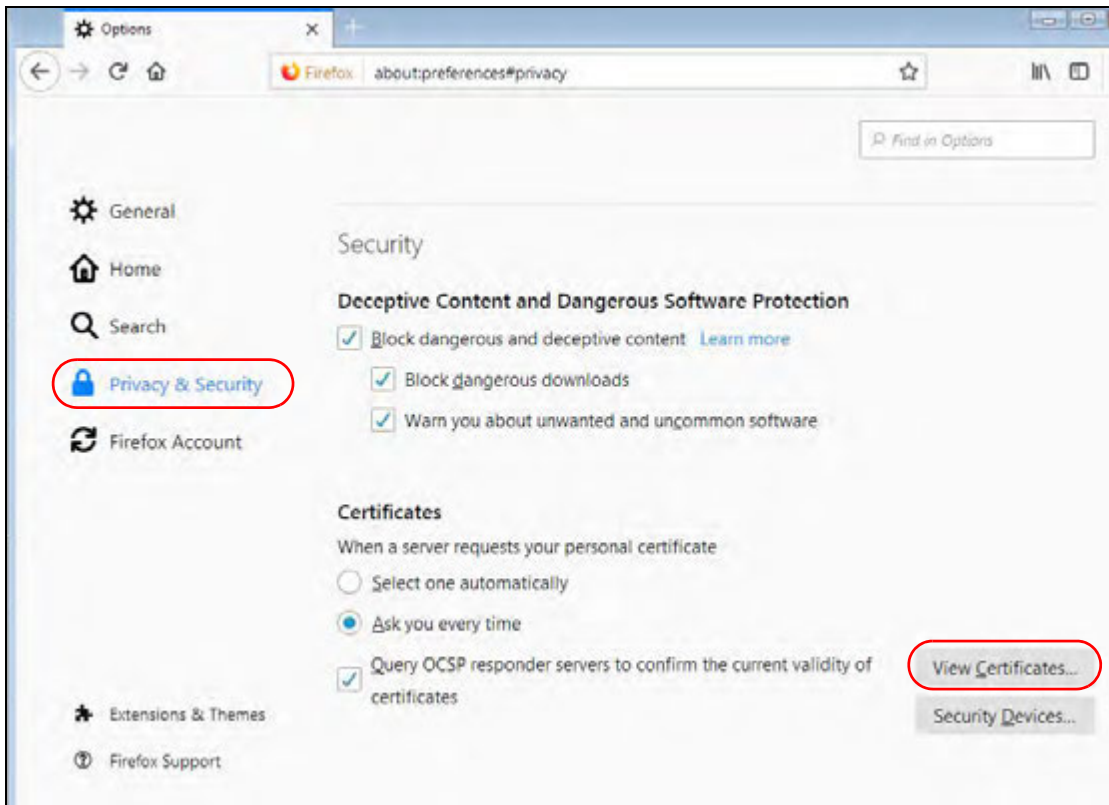 Options
Firefox about:preferences#privacy
Find in Options
General
Home
Search
Privacy & Security
Firefox Account
Extensions & Themes
Firefox Support
Security
Deceptive Content and Dangerous Software Protection
Block dangerous and deceptive content Learn more
Block dangerous downloads
Warn you about unwanted and uncommon software
Certificates
When a server requests your personal certificate
Select one automatically
Ask you every time
Query OCSP responder servers to confirm the current validity of
certificates
View Certificates...
Security Devices...